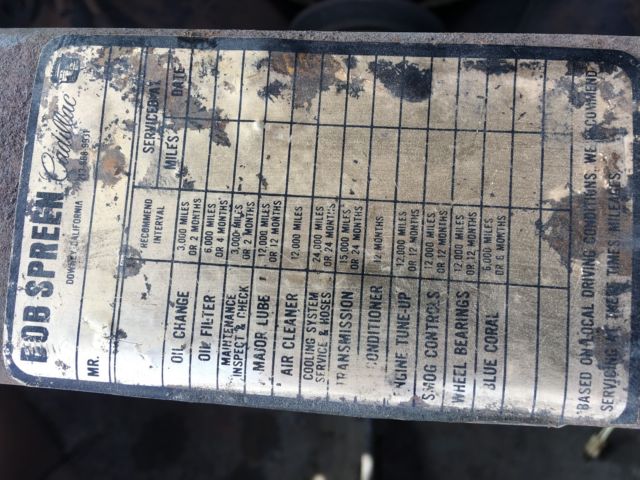 BOB SPREEN Cadillac
DOWNEY, CALIFORNIA
MR.
RECOMMEND INTERVAL
SERVICED AT
MILES DATE
OIL CHANGE 3,000 MILES OR 2 MONTHS
OIL FILTER 6,000 MILES OR 4 MONTHS
MAINTENANCE INSPECT & CHECK 3,000 MILES OR 2 MONTHS
MAJOR LUBE 12,000 MILES OR 12 MONTHS
AIR CLEANER 12,000 MILES
COOLING SYSTEM SERVICE & HOSES 24,000 MILES OR 24 MONTHS
TRANSMISSION 15,000 MILES OR 24 MONTHS
CONDITIONER 12 MONTHS
TUNE-UP 12,000 MILES OR 12 MONTHS
SMOG CONTROLS 12,000 MILES OR 12 MONTHS
WHEEL BEARINGS 12,000 MILES OR 12 MONTHS
BLUE CORAL 6,000 MILES OR 6 MONTHS
BASED ON LOCAL DRIVING CONDITIONS, WE RECOMMEND
SERVICING AT THESE TIMES/MILEAGES.